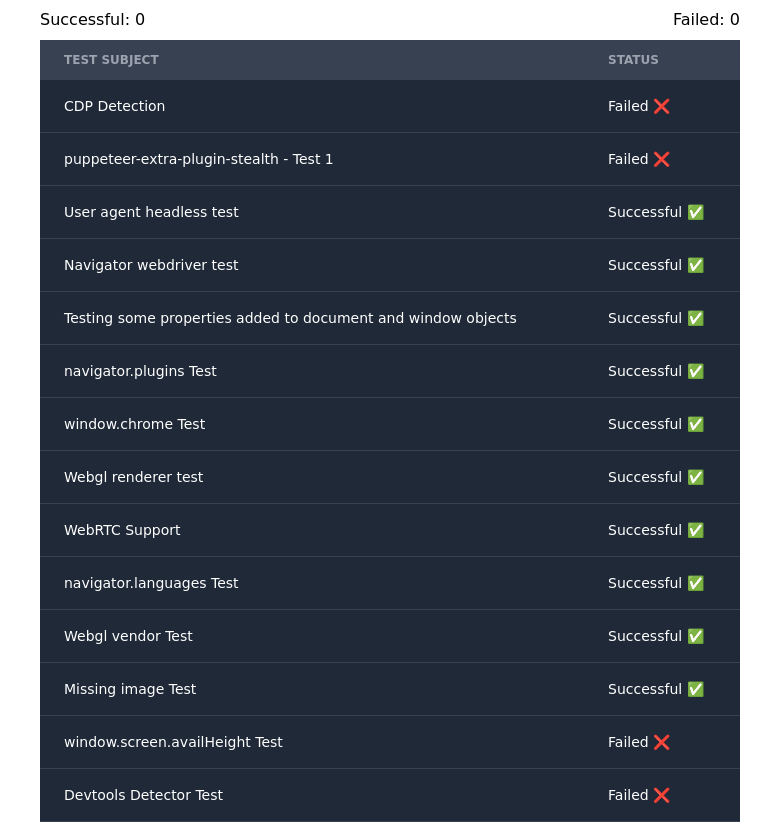 Successful: 0 Failed: 0
TEST SUBJECT STATUS
CDP Detection Failed ❌
puppeteer-extra-plugin-stealth - Test 1 Failed ❌
User agent headless test Successful ✅
Navigator webdriver test Successful ✅
Testing some properties added to document and window objects Successful ✅
navigator.plugins Test Successful ✅
window.chrome Test Successful ✅
Webgl renderer test Successful ✅
WebRTC Support Successful ✅
navigator.languages Test Successful ✅
Webgl vendor Test Successful ✅
Missing image Test Successful ✅
window.screen.availHeight Test Failed ❌
Devtools Detector Test Failed ❌